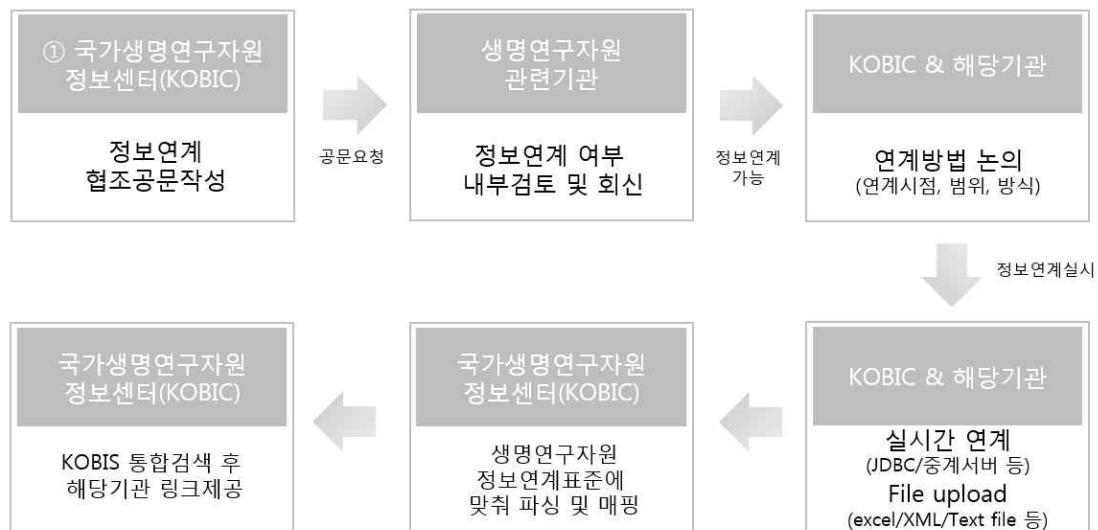 ① 국가생명연구자원
정보센터(KOBIC)
정보연계
협조공문작성
공문요청
생명연구자원
관련기관
정보연계 여부
내부검토 및 회신
정보연계
가능
KOBIC & 해당기관
연계방법 논의
(연계시점, 범위, 방식)
정보연계실시
KOBIC & 해당기관
실시간 연계
(JDBC/중계서버 등)
File upload
(excel/XML/Text file 등)
국가생명연구자원
정보센터(KOBIC)
생명연구자원
정보연계표준에
맞춰 파싱 및 매핑
국가생명연구자원
정보센터(KOBIC)
KOBIS 통합검색 후
해당기관 링크제공